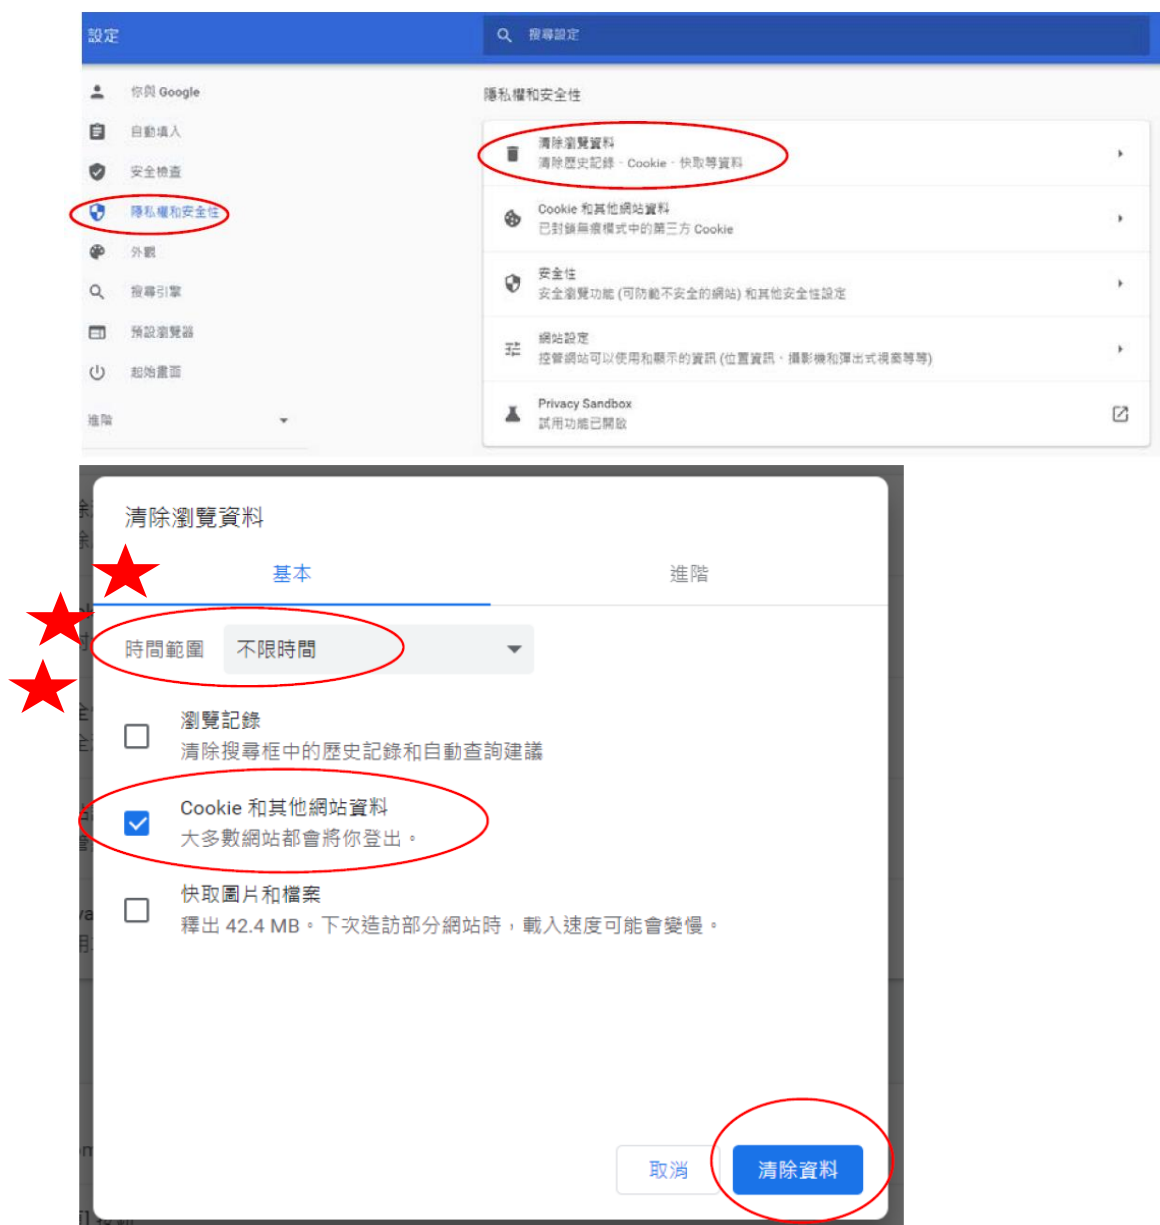 設定
搜尋設定
你與 Google
自動填入
安全檢查
隱私權和安全性
外觀
搜尋引擎
預設瀏覽器
起始畫面
進階
隱私權和安全性
清除瀏覽資料
清除歷史記錄、Cookie、快取等資料
Cookie 和其他網站資料
已封鎖無痕模式中的第三方 Cookie
安全性
安全瀏覽功能 (可防範不安全的網站) 和其他安全性設定
網站設定
控管網站可以使用和顯示的資訊 (位置資訊、攝影機和彈出式視窗等等)
Privacy Sandbox
試用功能已開啟
清除瀏覽資料
基本
進階
時間範圍
不限時間
瀏覽記錄
清除搜尋框中的歷史記錄和自動查詢建議
Cookie 和其他網站資料
大多數網站都會將你登出。
快取圖片和檔案
釋出 42.4 MB。下次造訪部分網站時，載入速度可能會變慢。
取消
清除資料